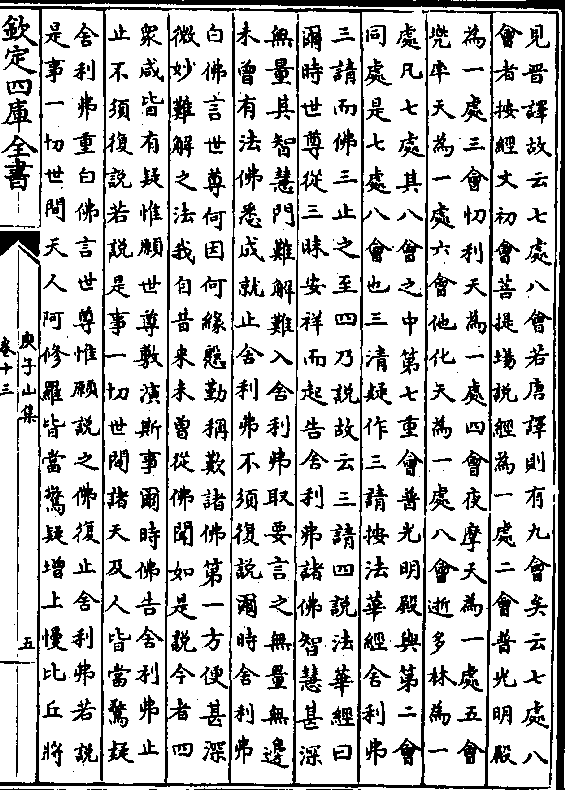 見晋譯故云七處八會若唐譯則有九會矣云七處八
會者按經文初會菩提場說經為一處二會普光明殿
為一處三會忉利天為一處四會夜摩天為一處五會
兠率天為一處六會他化天為一處八會逝多林為一
處凡七處其八會之中第七重會普光明殿與第二會
同處是七處八會也三清疑作三請按法華經舍利弗
三請而佛三止之至四乃說故云三請四說法華經曰
爾時世尊從三昧安祥而起告舍利弗諸佛智慧甚深
無量其智慧門難解難入舍利弗取要言之無量無邊
未曾有法佛悉成就止舍利弗不須復說爾時舍利弗
白佛言世尊何因何緣慇勤稱歎諸佛第一方便甚深
微妙難解之法我自昔來未曾從佛聞如是說今者四
衆咸皆有疑惟願世尊敷演斯事爾時佛告舍利弗止
止不須復說若說是事一切世間諸天及人皆當驚疑
舍利弗重白佛言世尊惟願說之佛復止舍利弗若說
是事一切世間天人阿修羅皆當驚疑增上慢比丘將
欽定四庫全書
庾子山集
卷十三
五